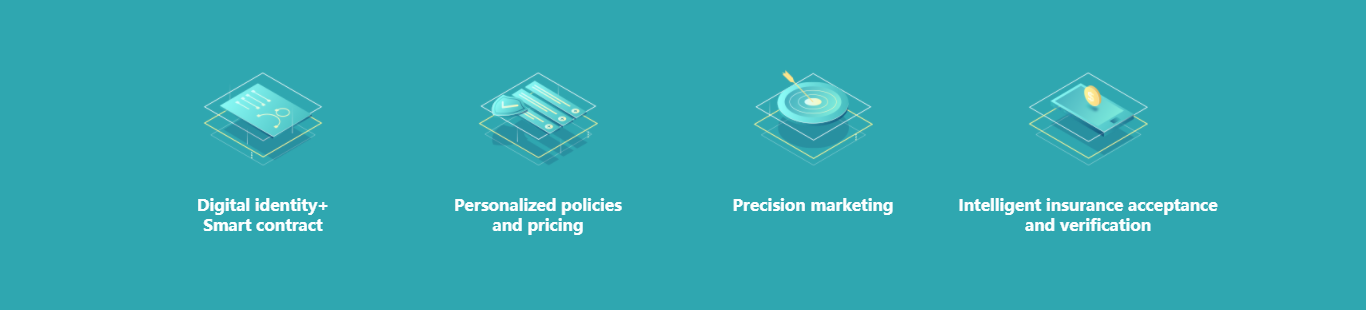 Digital identity+
Smart contract
Personalized policies
and pricing
Precision marketing
Intelligent insurance acceptance
and verification